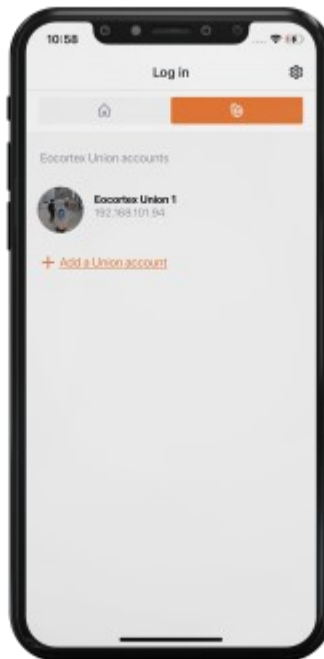 10:58
Log in
Eocortex Union accounts
Eocortex Union 1
192.168.101.94
+ Add a Union account